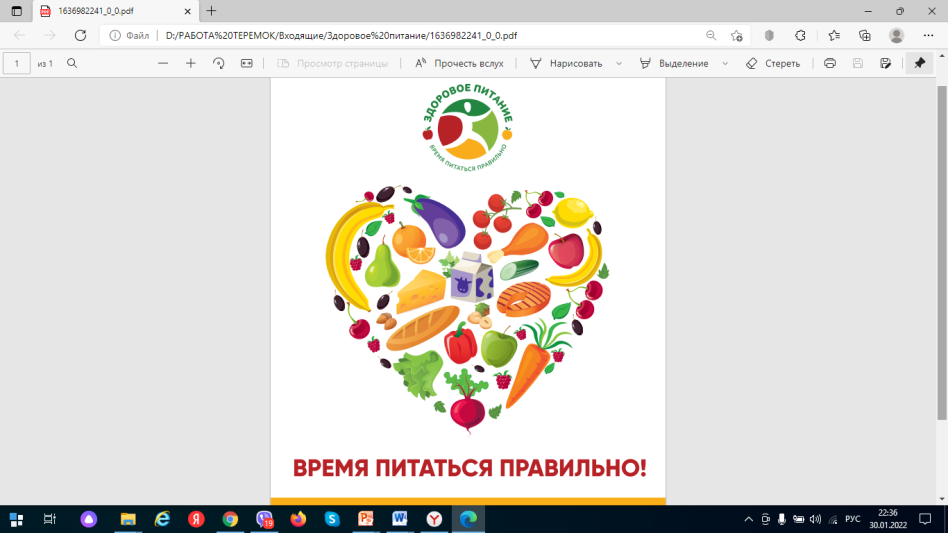 1636982241_0_0.pdf
Файл
D:/РАБОТА%20ТЕРЕМОК/Входящие/Здоровое%20питание/1636982241_0_0.pdf
1
из 1
Просмотр страницы
Прочесть вслух
Нарисовать
Выделение
Стереть
ЗДОРОВОЕ ПИТАНИЕ
ВРЕМЯ ПИТАТЬСЯ ПРАВИЛЬНО
ВРЕМЯ ПИТАТЬСЯ ПРАВИЛЬНО!
19
РУС
22:36
30.01.2022